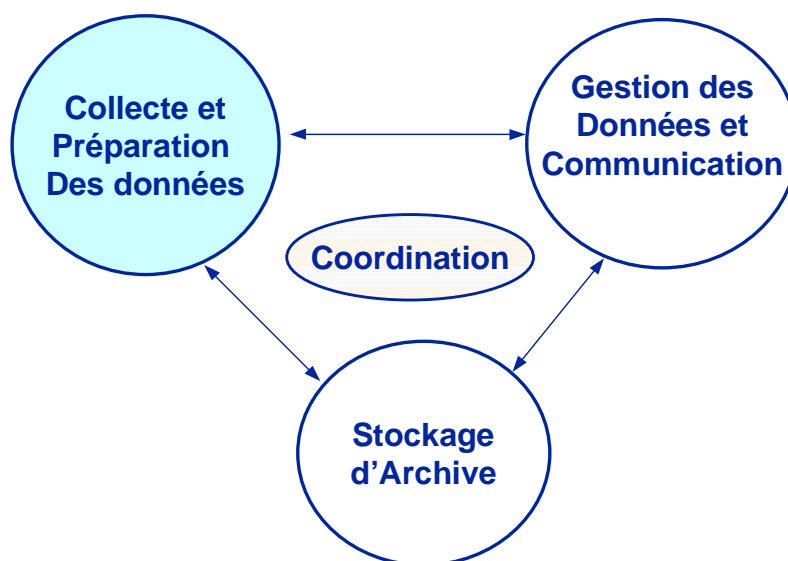 Collecte et
Préparation
Des données
Gestion des
Données et
Communication
Coordination
Stockage
d’Archive